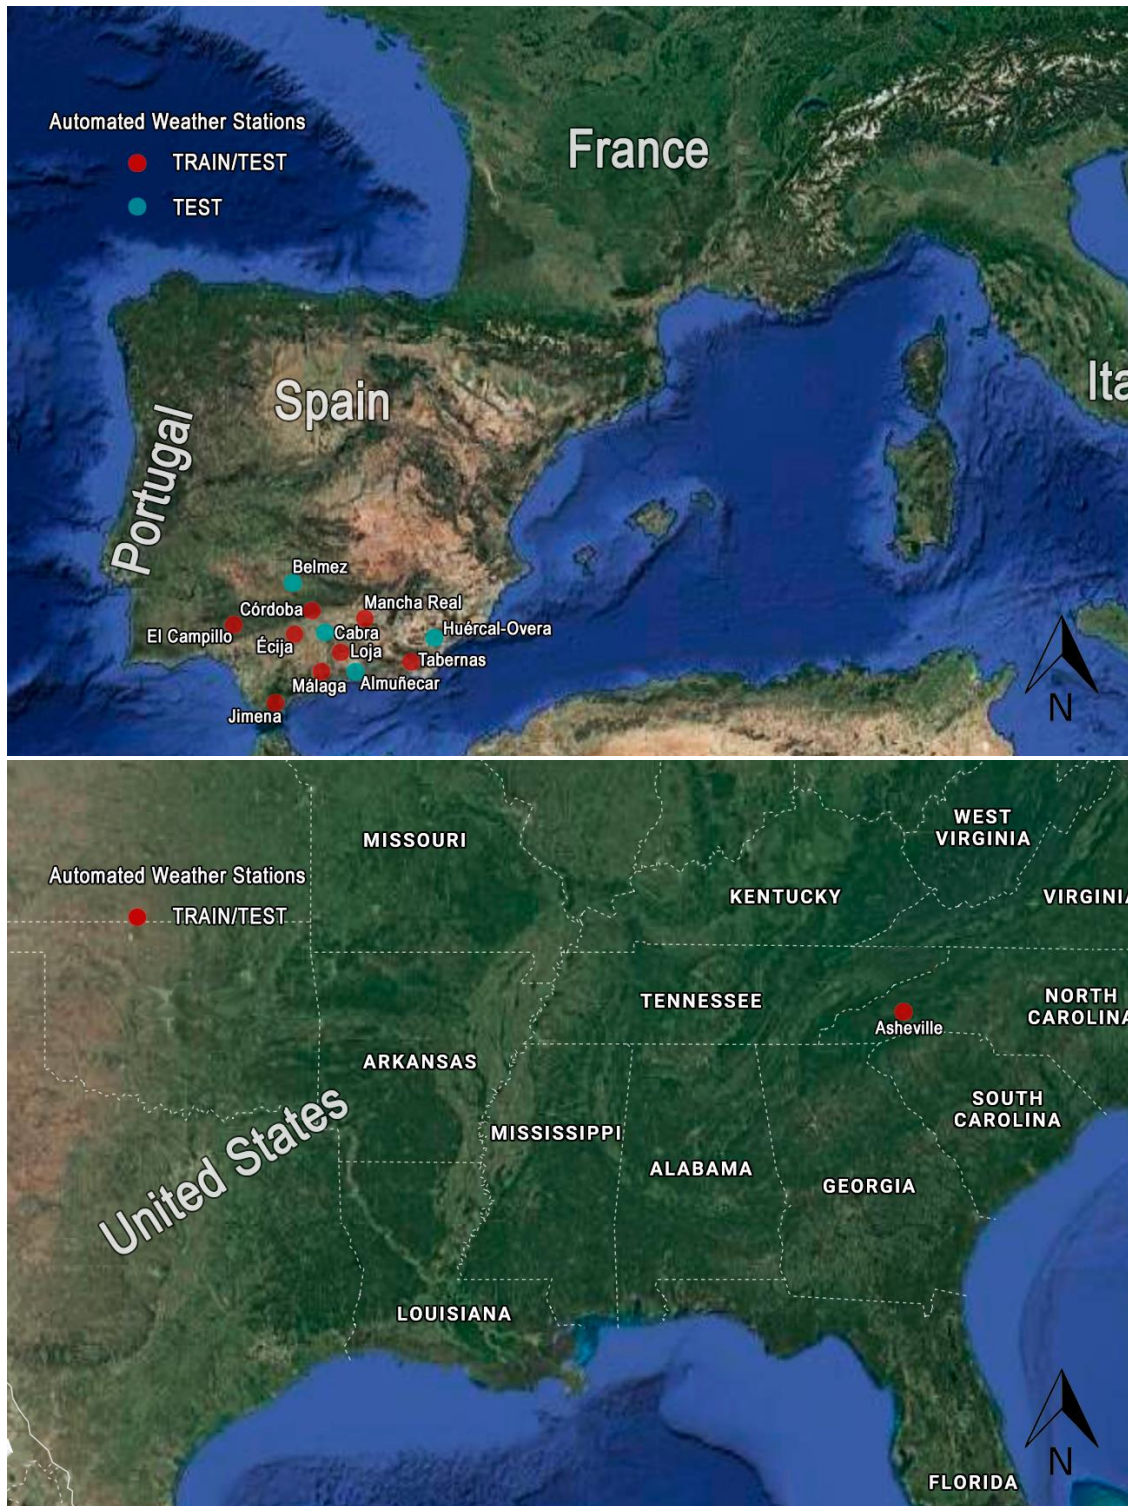 Automated Weather Stations
TRAIN/TEST
TEST
France
Spain
Portugal
Ita
Belmez
Córdoba
Mancha Real
El Campillo
Écija
Cabra
Huércal-Overa
Loja
Tabernas
Málaga
Almuñecar
Jimena
N
MISSOURI
WEST
VIRGINIA
Automated Weather Stations
TRAIN/TEST
KENTUCKY
VIRGINIA
TENNESSEE
NORTH
CAROLINA
Asheville
ARKANSAS
United States
SOUTH
CAROLINA
MISSISSIPPI
ALABAMA
GEORGIA
LOUISIANA
N
FLORIDA